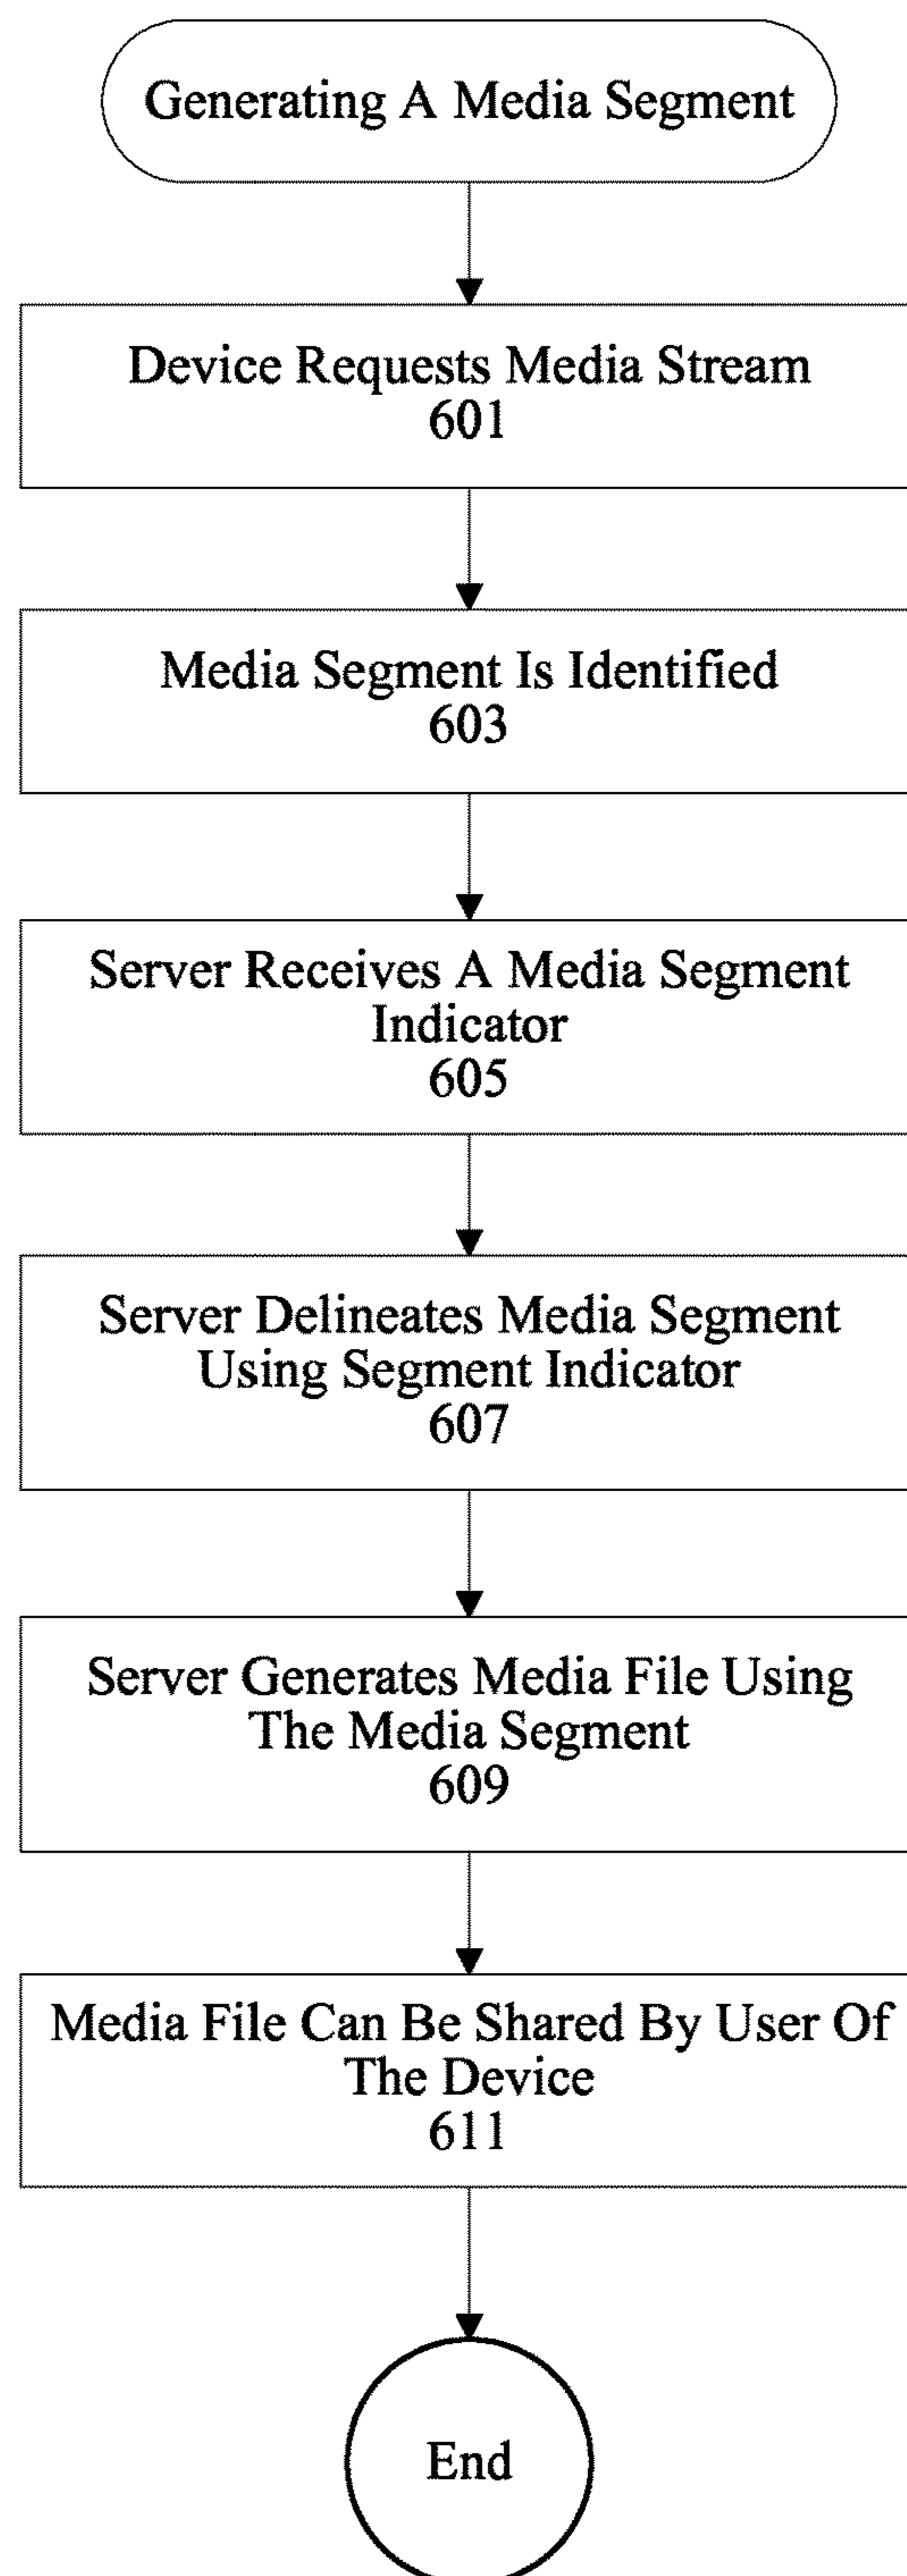 Generating A Media Segment
Device Requests Media Stream
601
Media Segment Is Identified
603
Server Receives A Media Segment
Indicator
605
Server Delineates Media Segment
Using Segment Indicator
607
Server Generates Media File Using
The Media Segment
609
Media File Can Be Shared By User Of
The Device
611
End